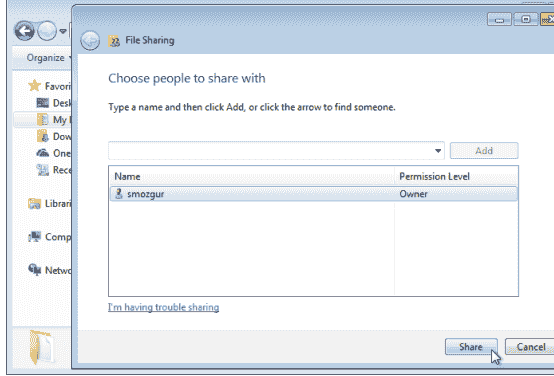 File Sharing
Organize
Choose people to share with
Favori
Type a name and then click Add, or click the arrow to find someone.
Desk
My
Dow
One
Add
Rece
Name Permission Level
smozgur Owner
Librari
Comp
Netwo
I'm having trouble sharing
Share Cancel